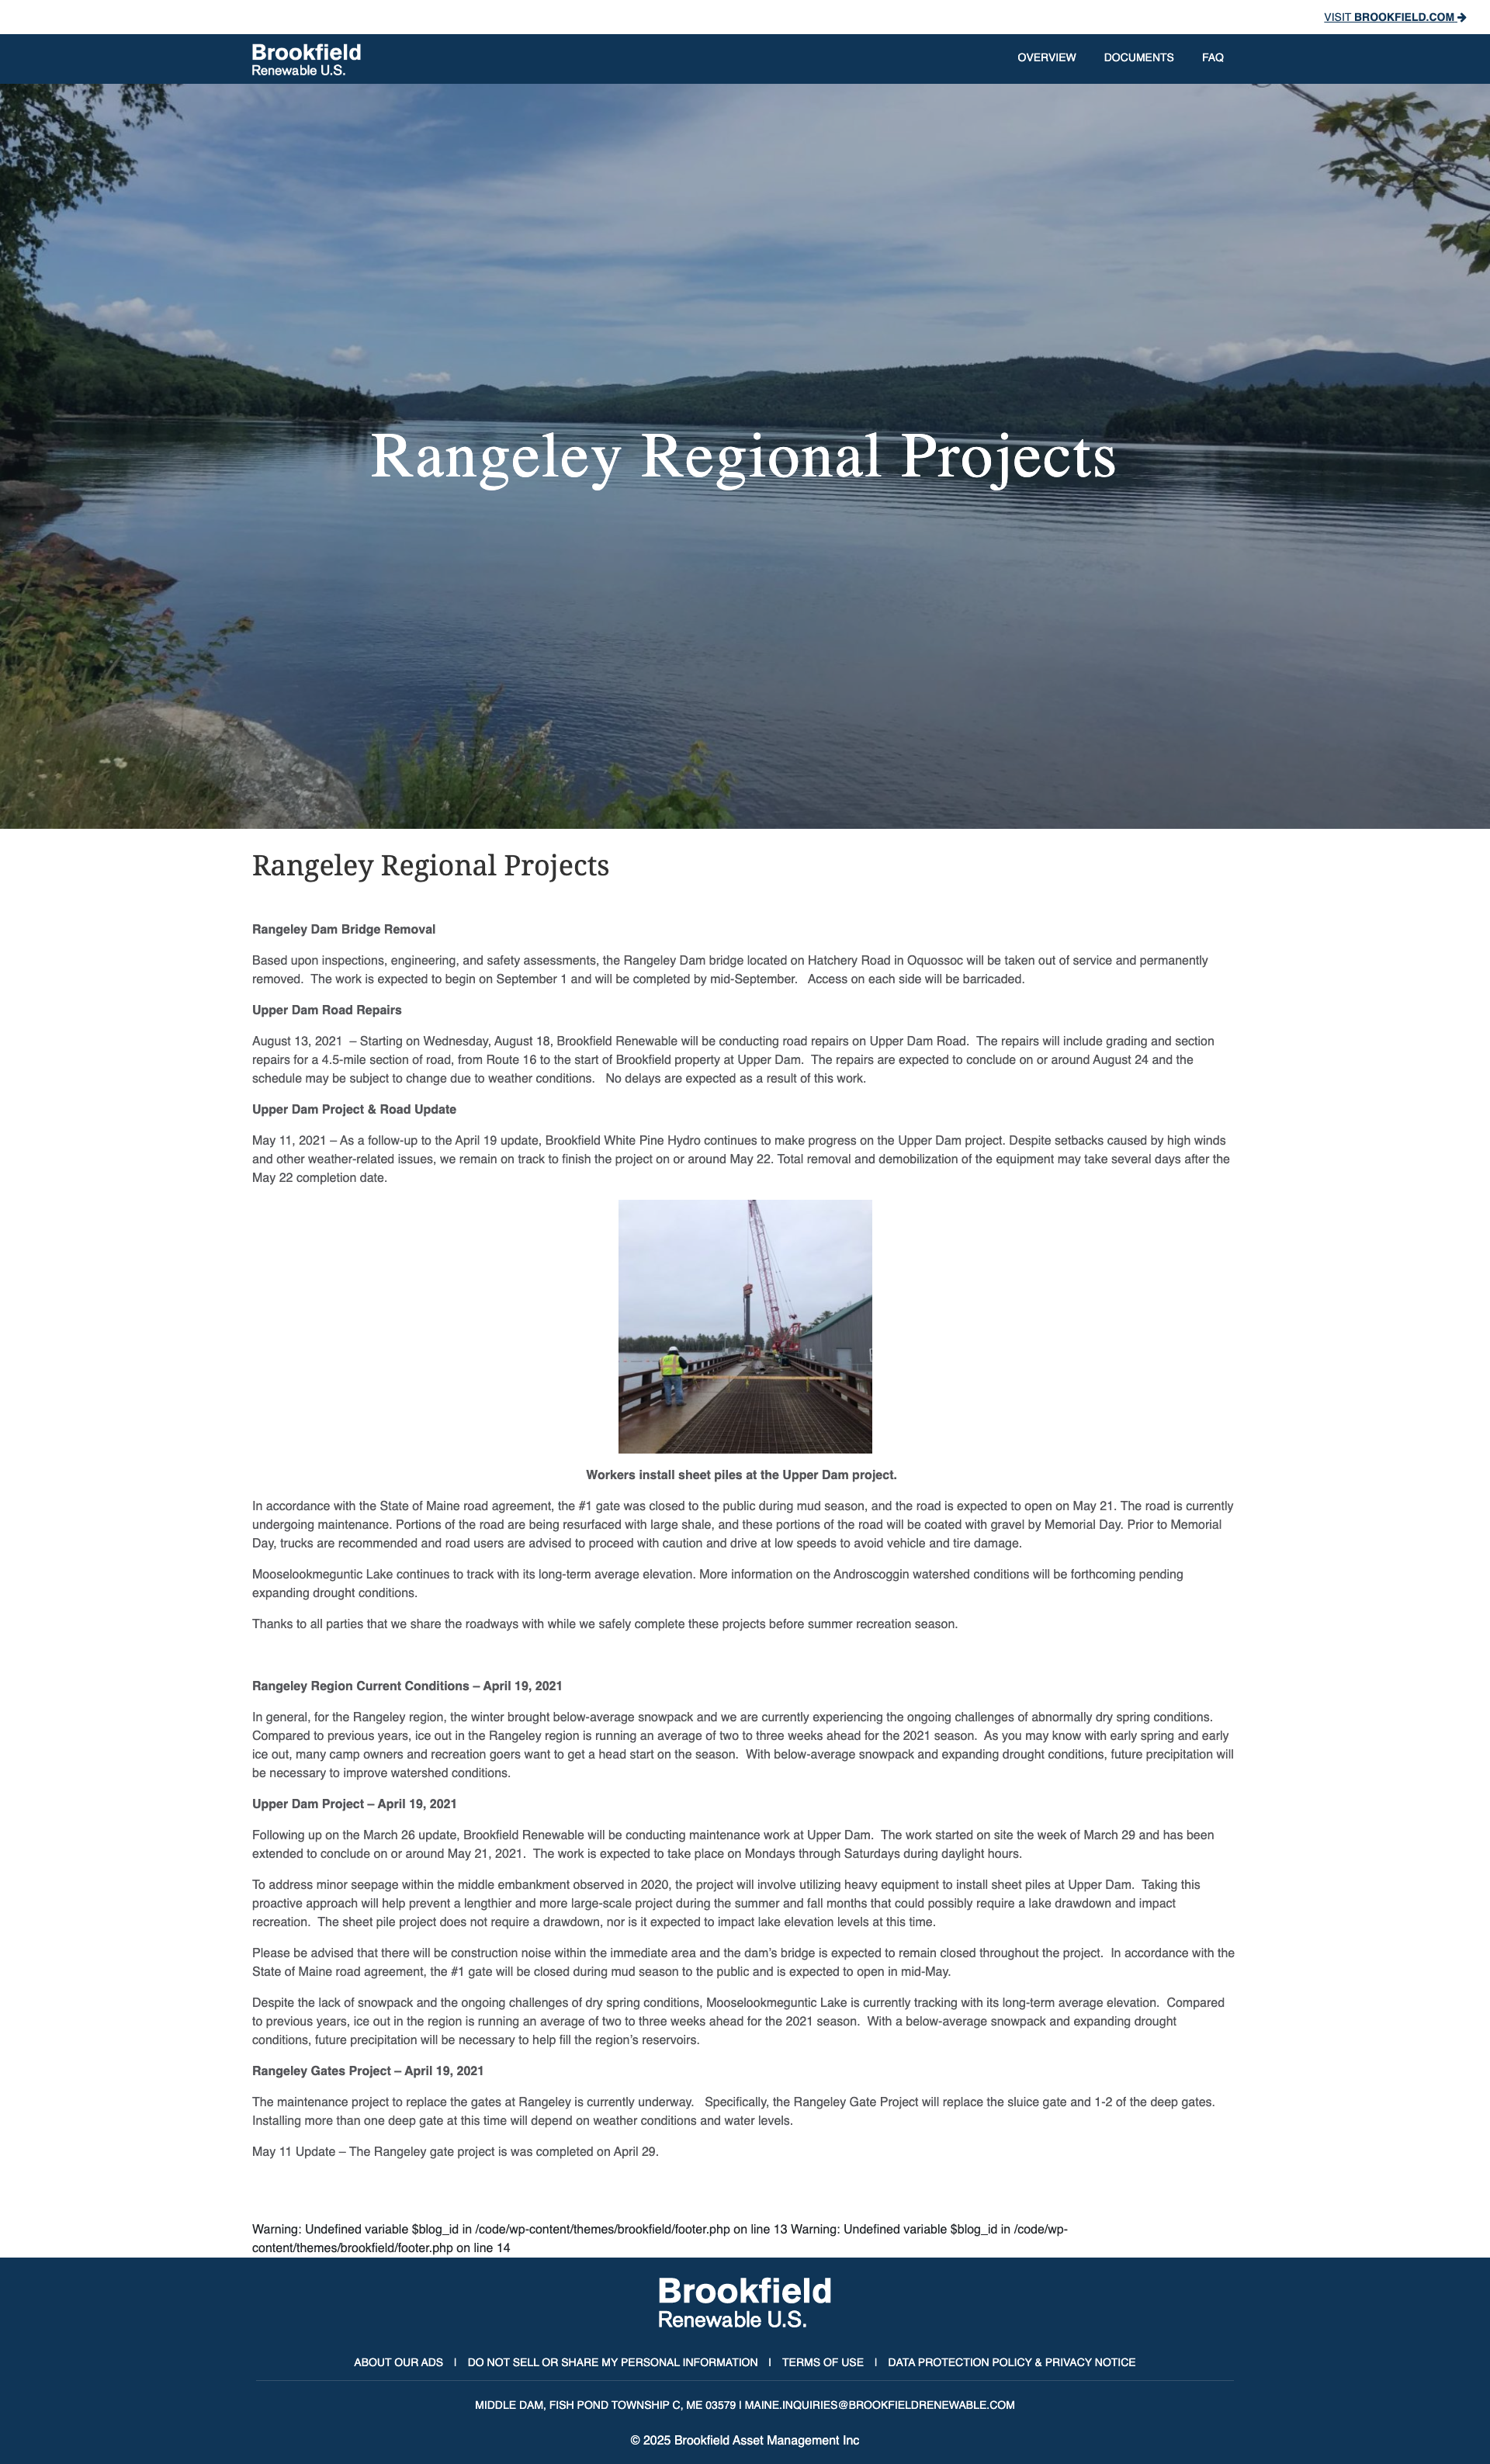 VISIT BROOKFIELD.COM →
Brookfield
Renewable U.S.
OVERVIEW DOCUMENTS FAQ
Rangeley Regional Projects
Rangeley Regional Projects
Rangeley Dam Bridge Removal
Based upon inspections, engineering, and safety assessments, the Rangeley Dam bridge located on Hatchery Road in Oquossoc will be taken out of service and permanently
removed.  The work is expected to begin on September 1 and will be completed by mid-September.   Access on each side will be barricaded.
Upper Dam Road Repairs
August 13, 2021  – Starting on Wednesday, August 18, Brookfield Renewable will be conducting road repairs on Upper Dam Road.  The repairs will include grading and section
repairs for a 4.5-mile section of road, from Route 16 to the start of Brookfield property at Upper Dam.  The repairs are expected to conclude on or around August 24 and the
schedule may be subject to change due to weather conditions.   No delays are expected as a result of this work.
Upper Dam Project & Road Update
May 11, 2021 – As a follow-up to the April 19 update, Brookfield White Pine Hydro continues to make progress on the Upper Dam project. Despite setbacks caused by high winds
and other weather-related issues, we remain on track to finish the project on or around May 22. Total removal and demobilization of the equipment may take several days after the
May 22 completion date.
Workers install sheet piles at the Upper Dam project.
In accordance with the State of Maine road agreement, the #1 gate was closed to the public during mud season, and the road is expected to open on May 21. The road is currently
undergoing maintenance. Portions of the road are being resurfaced with large shale, and these portions of the road will be coated with gravel by Memorial Day. Prior to Memorial
Day, trucks are recommended and road users are advised to proceed with caution and drive at low speeds to avoid vehicle and tire damage.
Mooselookmeguntic Lake continues to track with its long-term average elevation. More information on the Androscoggin watershed conditions will be forthcoming pending
expanding drought conditions.
Thanks to all parties that we share the roadways with while we safely complete these projects before summer recreation season.
Rangeley Region Current Conditions – April 19, 2021
In general, for the Rangeley region, the winter brought below-average snowpack and we are currently experiencing the ongoing challenges of abnormally dry spring conditions.
Compared to previous years, ice out in the Rangeley region is running an average of two to three weeks ahead for the 2021 season.  As you may know with early spring and early
ice out, many camp owners and recreation goers want to get a head start on the season.  With below-average snowpack and expanding drought conditions, future precipitation will
be necessary to improve watershed conditions.
Upper Dam Project – April 19, 2021
Following up on the March 26 update, Brookfield Renewable will be conducting maintenance work at Upper Dam.  The work started on site the week of March 29 and has been
extended to conclude on or around May 21, 2021.  The work is expected to take place on Mondays through Saturdays during daylight hours.
To address minor seepage within the middle embankment observed in 2020, the project will involve utilizing heavy equipment to install sheet piles at Upper Dam.  Taking this
proactive approach will help prevent a lengthier and more large-scale project during the summer and fall months that could possibly require a lake drawdown and impact
recreation.  The sheet pile project does not require a drawdown, nor is it expected to impact lake elevation levels at this time.
Please be advised that there will be construction noise within the immediate area and the dam’s bridge is expected to remain closed throughout the project.  In accordance with the
State of Maine road agreement, the #1 gate will be closed during mud season to the public and is expected to open in mid-May.
Despite the lack of snowpack and the ongoing challenges of dry spring conditions, Mooselookmeguntic Lake is currently tracking with its long-term average elevation.  Compared
to previous years, ice out in the region is running an average of two to three weeks ahead for the 2021 season.  With a below-average snowpack and expanding drought
conditions, future precipitation will be necessary to help fill the region’s reservoirs.
Rangeley Gates Project – April 19, 2021
The maintenance project to replace the gates at Rangeley is currently underway.   Specifically, the Rangeley Gate Project will replace the sluice gate and 1-2 of the deep gates.
Installing more than one deep gate at this time will depend on weather conditions and water levels.
May 11 Update – The Rangeley gate project is was completed on April 29.
Warning: Undefined variable $blog_id in /code/wp-content/themes/brookfield/footer.php on line 13 Warning: Undefined variable $blog_id in /code/wp-
content/themes/brookfield/footer.php on line 14
Brookfield
Renewable U.S.
ABOUT OUR ADS | DO NOT SELL OR SHARE MY PERSONAL INFORMATION | TERMS OF USE | DATA PROTECTION POLICY & PRIVACY NOTICE
MIDDLE DAM, FISH POND TOWNSHIP C, ME 03579 | MAINE.INQUIRIES@BROOKFIELDRENEWABLE.COM
© 2025 Brookfield Asset Management Inc